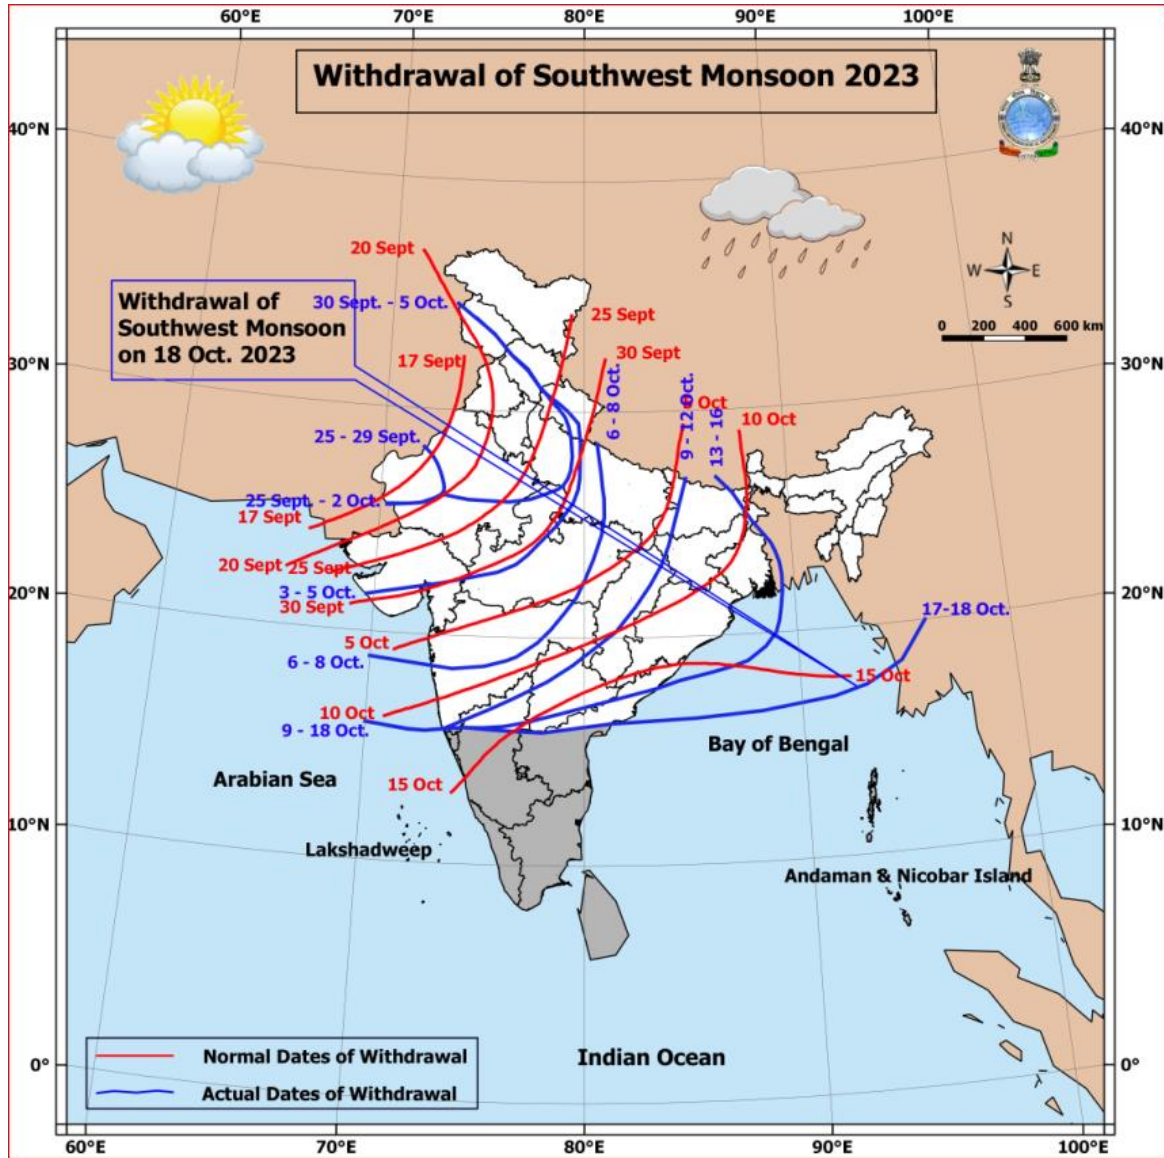 60°E 70°E 80°E 90°E 100°E
Withdrawal of Southwest Monsoon 2023
40°N 40°N
20 Sept
N
W E
S
30 Sept. - 5 Oct.
25 Sept
Withdrawal of
Southwest Monsoon
on 18 Oct. 2023
0 200 400 600 km
30 Sept
17 Sept
30°N 30°N
6 - 8 Oct.
9 - 12 Oct.
Oct
13 - 16
10 Oct
25 - 29 Sept.
25 Sept. - 2 Oct.
17 Sept
20 Sept
25 Sept
3 - 5 Oct.
30 Sept
20°N 20°N
17-18 Oct.
5 Oct
6 - 8 Oct.
15 Oct
10 Oct
9 - 18 Oct.
Bay of Bengal
Arabian Sea
15 Oct
10°N 10°N
Lakshadweep
Andaman & Nicobar Island
Indian Ocean
0° 0°
Normal Dates of Withdrawal
Actual Dates of Withdrawal
60°E 70°E 80°E 90°E 100°E